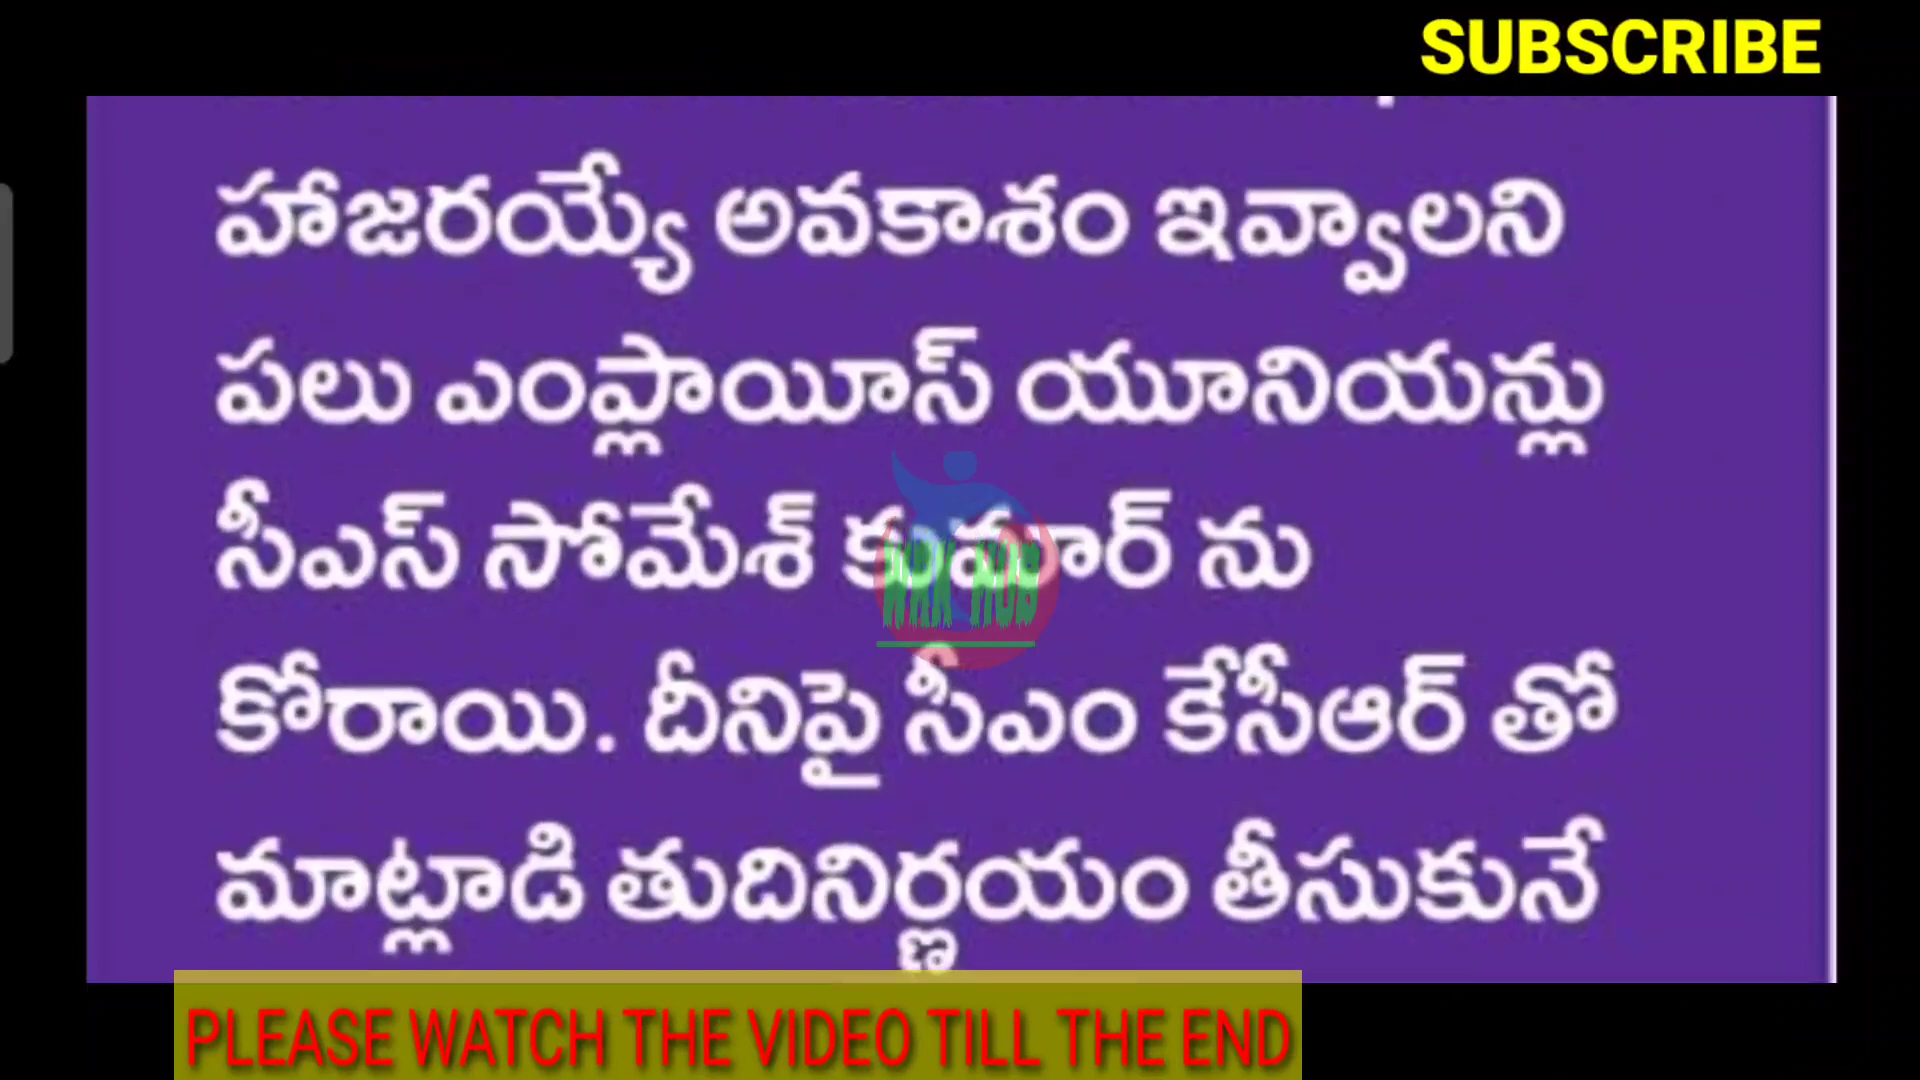 SUBSCRIBE
హాజరయ్యే అవకాశం ఇవ్వాలని
పలు ఎంప్లాయీస్ యూనియన్లు
సీఎస్ సోమేశ్ కుమార్ ను
కోరాయి. దీనిపై సీఎం కేసీఆర్ తో
మాట్లాడి తుదినిర్ణయం తీసుకునే
PLEASE WATCH THE VIDEO TILL THE END